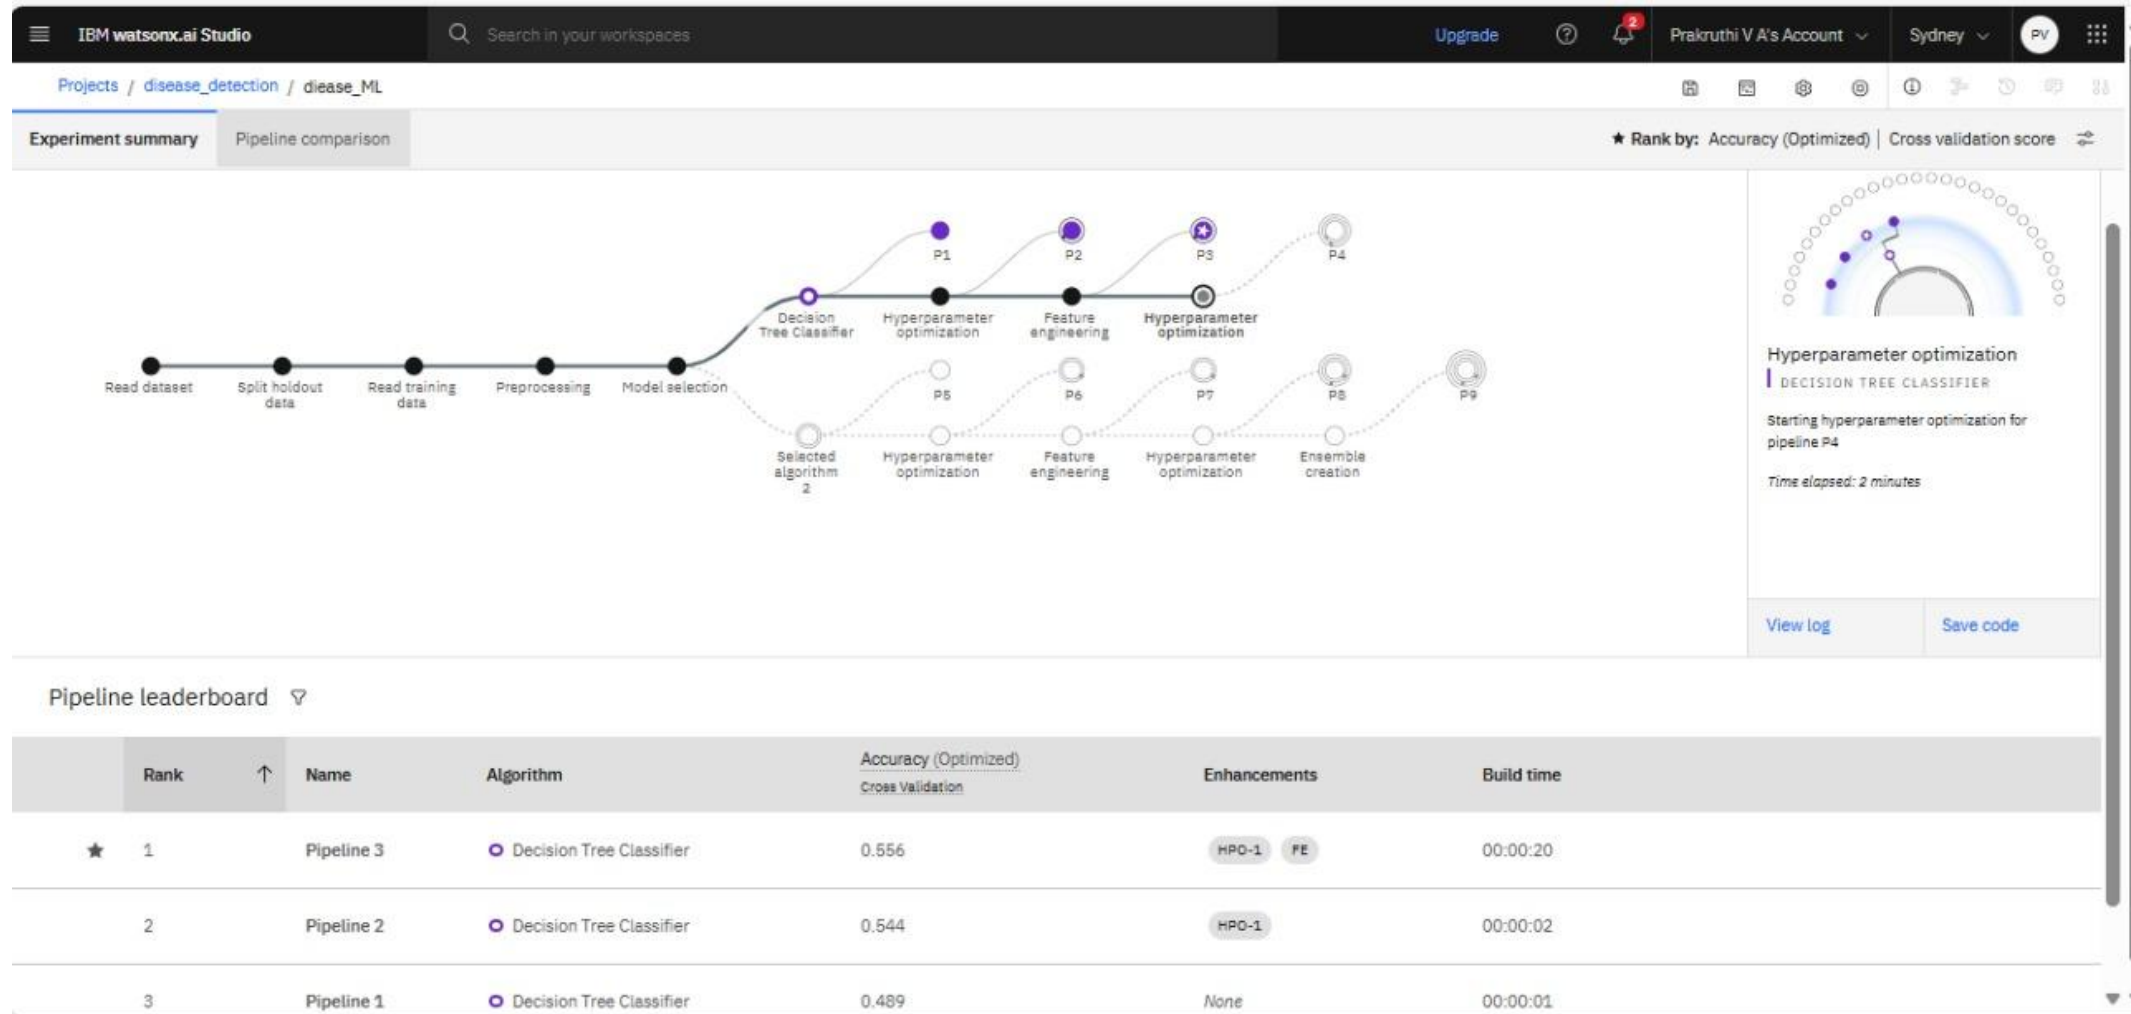 IBM watsonx.ai Studio
Search in your workspaces
Upgrade
2
Prakruthi V A's Account
Sydney
PV
Projects / disease_detection / diease_ML
Experiment summary
Pipeline comparison
★ Rank by: Accuracy (Optimized) | Cross validation score
P1
P2
P3
P4
Decision
Tree Classifier
Hyperparameter
optimization
Feature
engineering
Hyperparameter
optimization
Read dataset
Split holdout
data
Read training
data
Preprocessing
Model selection
P5
P6
P7
P8
P9
Selected
algorithm
2
Hyperparameter
optimization
Feature
engineering
Hyperparameter
optimization
Ensemble
creation
Hyperparameter optimization
DECISION TREE CLASSIFIER
Starting hyperparameter optimization for
pipeline P4
Time elapsed: 2 minutes
View log
Save code
Pipeline leaderboard
Rank ↑ Name Algorithm Accuracy (Optimized) Enhancements Build time
Cross Validation
★ 1 Pipeline 3 Decision Tree Classifier 0.556 HPO-1 FE 00:00:20
2 Pipeline 2 Decision Tree Classifier 0.544 HPO-1 00:00:02
3 Pipeline 1 Decision Tree Classifier 0.489 None 00:00:01